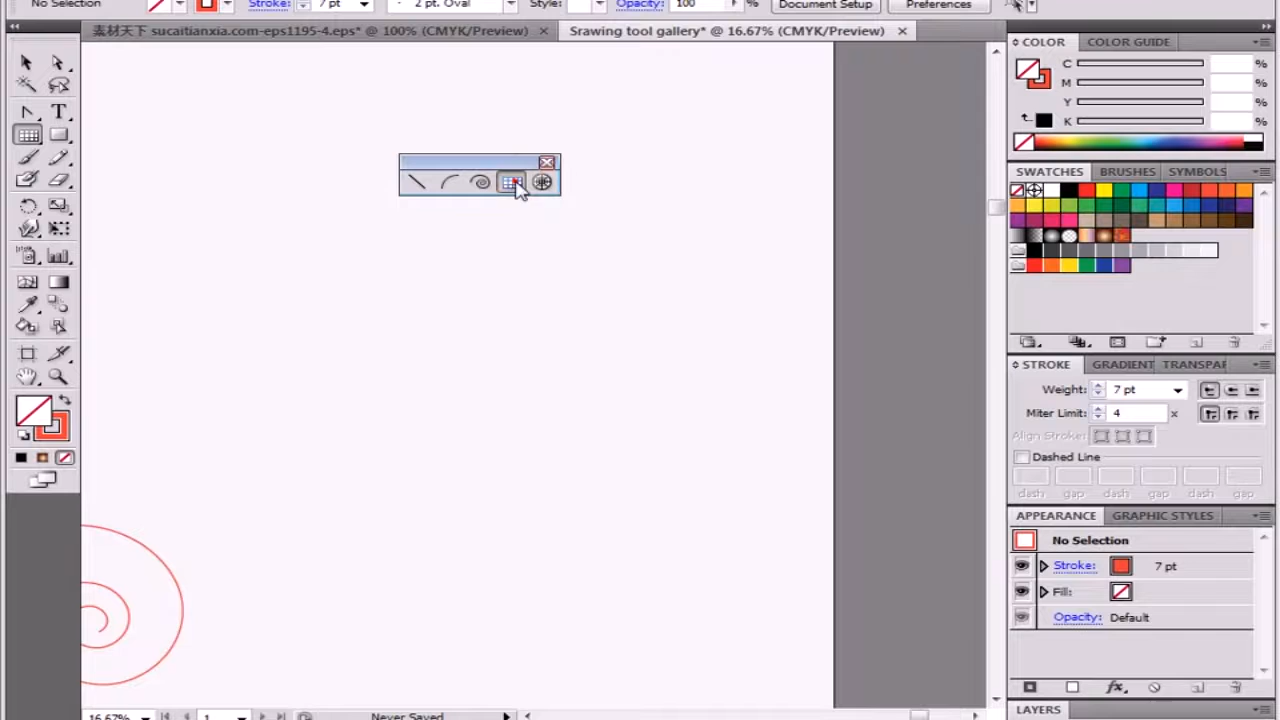 No Selection Stroke: 7 pt 2 pt. Oval Style: Opacity: 100 % Document Setup Preferences
素材天下 sucaitianxia.com-eps1195-4.eps* @ 100% (CMYK/Preview) Srawing tool gallery* @ 16.67% (CMYK/Preview)
COLOR COLOR GUIDE
C %
M %
Y %
K %
SWATCHES BRUSHES SYMBOLS
STROKE GRADIENT TRANSPAR
Weight: 7 pt
Miter Limit: 4 x
Align Stroke:
Dashed Line
dash gap dash gap dash gap
APPEARANCE GRAPHIC STYLES
No Selection
Stroke: 7 pt
Fill:
Opacity: Default
LAYERS
16.67% 1 Never Saved